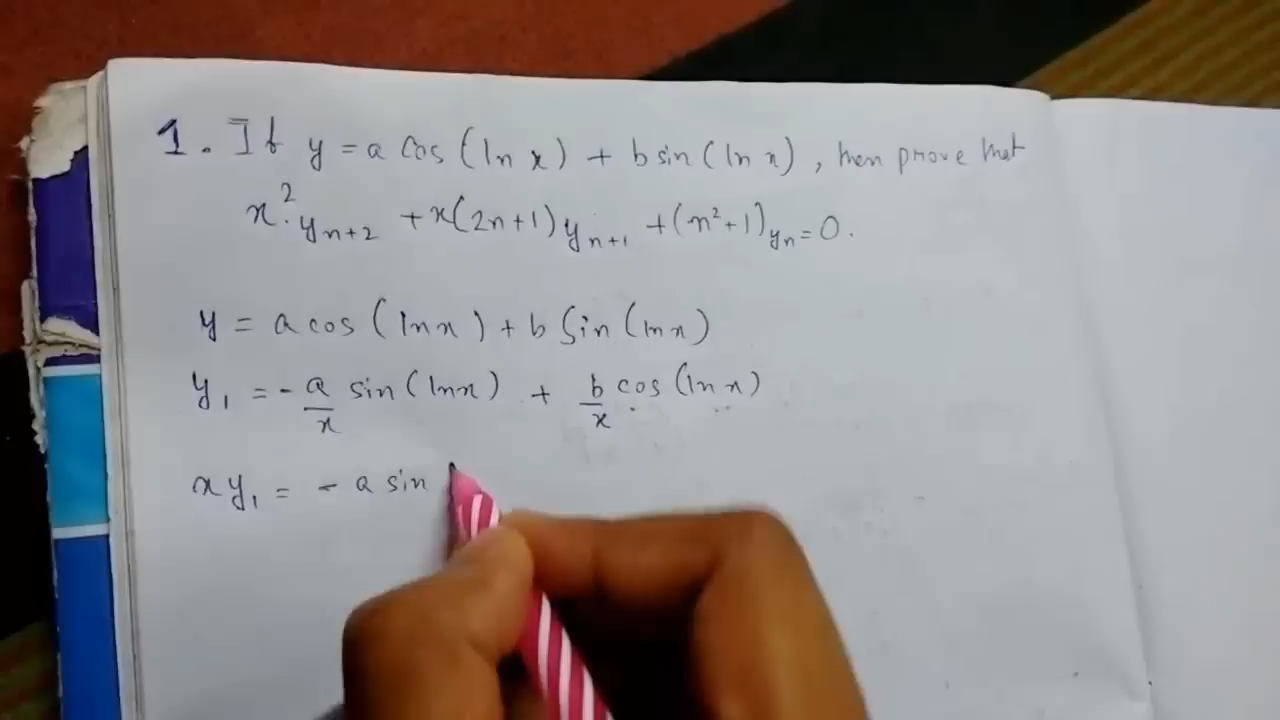 1. If y = a cos (ln x) + b sin (ln x), then prove that
x². yₙ₊₂ + x(2n+1) yₙ₊₁ + (n²+1) yₙ = 0.
y = a cos (ln x) + b Sin (ln x)
y₁ = - a/x sin (ln x) + b/x cos (ln x)
x y₁ = - a sin